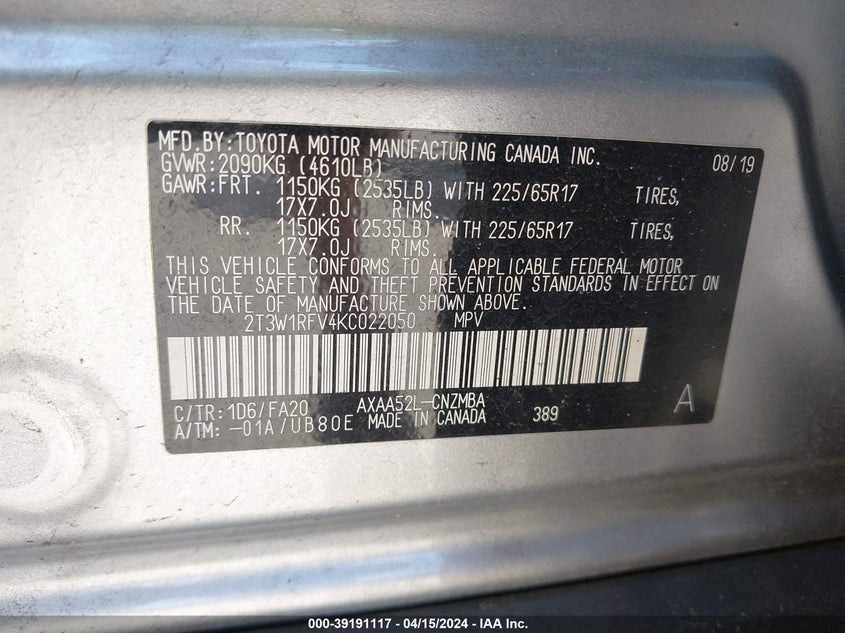 MFD.BY:TOYOTA MOTOR MANUFACTURING CANADA INC. 08/19
GVWR:2090KG (4610LB)
GAWR:FRT. 1150KG (2535LB) WITH 225/65R17 TIRES,
17X7.0J RIMS.
RR. 1150KG (2535LB) WITH 225/65R17 TIRES,
17X7.0J RIMS.
THIS VEHICLE CONFORMS TO ALL APPLICABLE FEDERAL MOTOR
VEHICLE SAFETY AND THEFT PREVENTION STANDARDS IN EFFECT ON
THE DATE OF MANUFACTURE SHOWN ABOVE.
2T3W1RFV4KC022050 MPV
C/TR:1D6/FA20 AXAA52L-CNZMBA A
A/TM:-01A/UB80E MADE IN CANADA 389
000-39191117 - 04/15/2024 - IAA Inc.